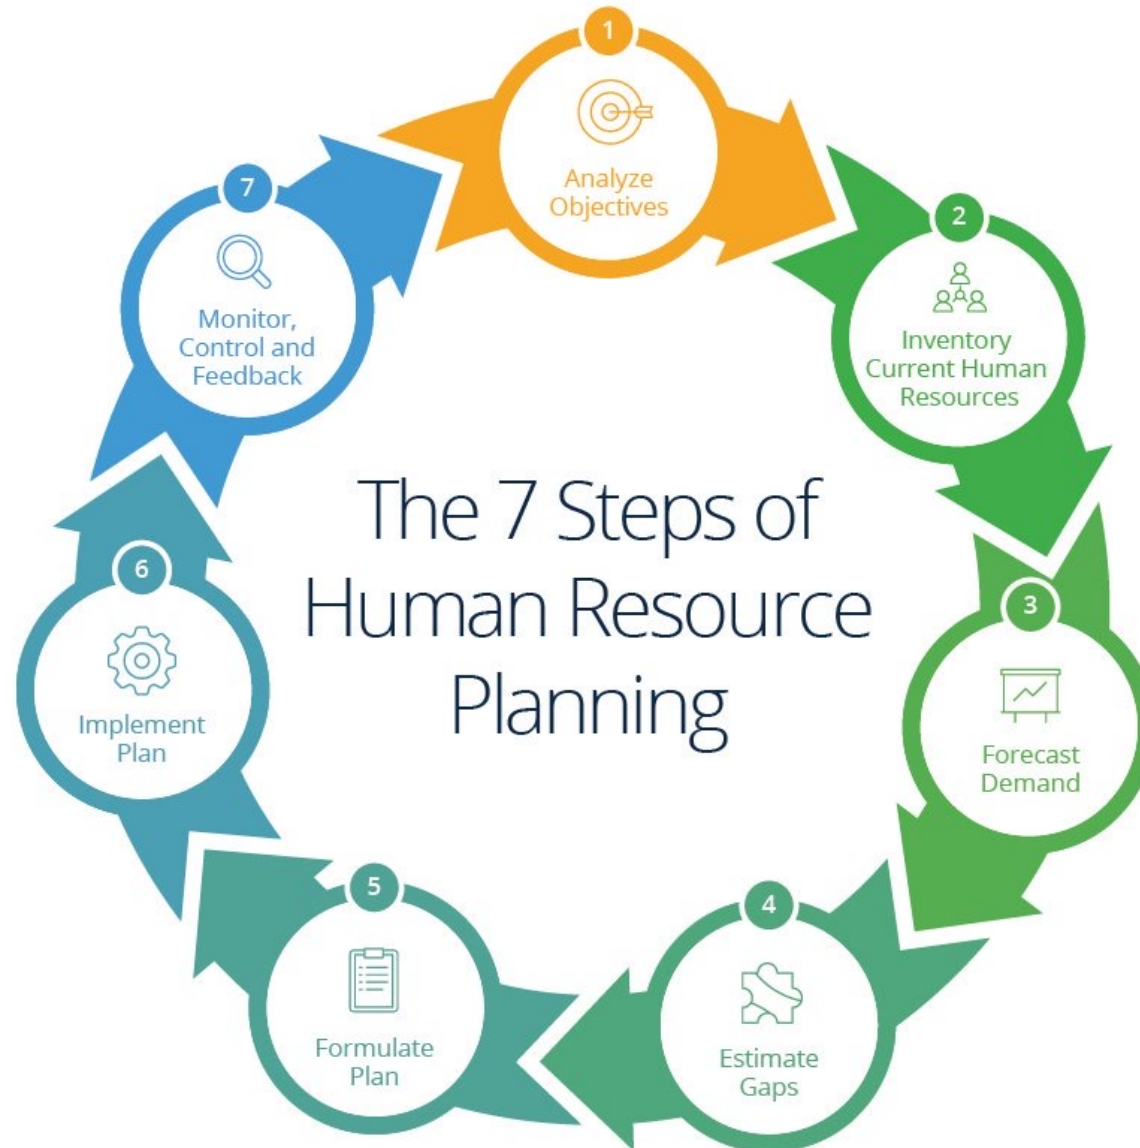 The 7 Steps of
Human Resource
Planning
1
Analyze
Objectives
2
Inventory
Current Human
Resources
3
Forecast
Demand
4
Estimate
Gaps
5
Formulate
Plan
6
Implement
Plan
7
Monitor,
Control and
Feedback